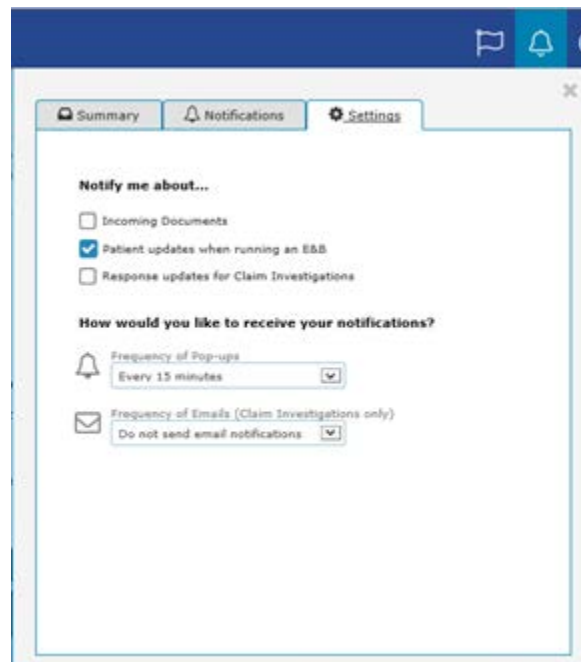 Summary
Notifications
Settings
Notify me about...
Incoming Documents
Patient updates when running an E&B
Response updates for Claim Investigations
How would you like to receive your notifications?
Frequency of Pop-ups
Every 15 minutes
Frequency of Emails (Claim Investigations only)
Do not send email notifications